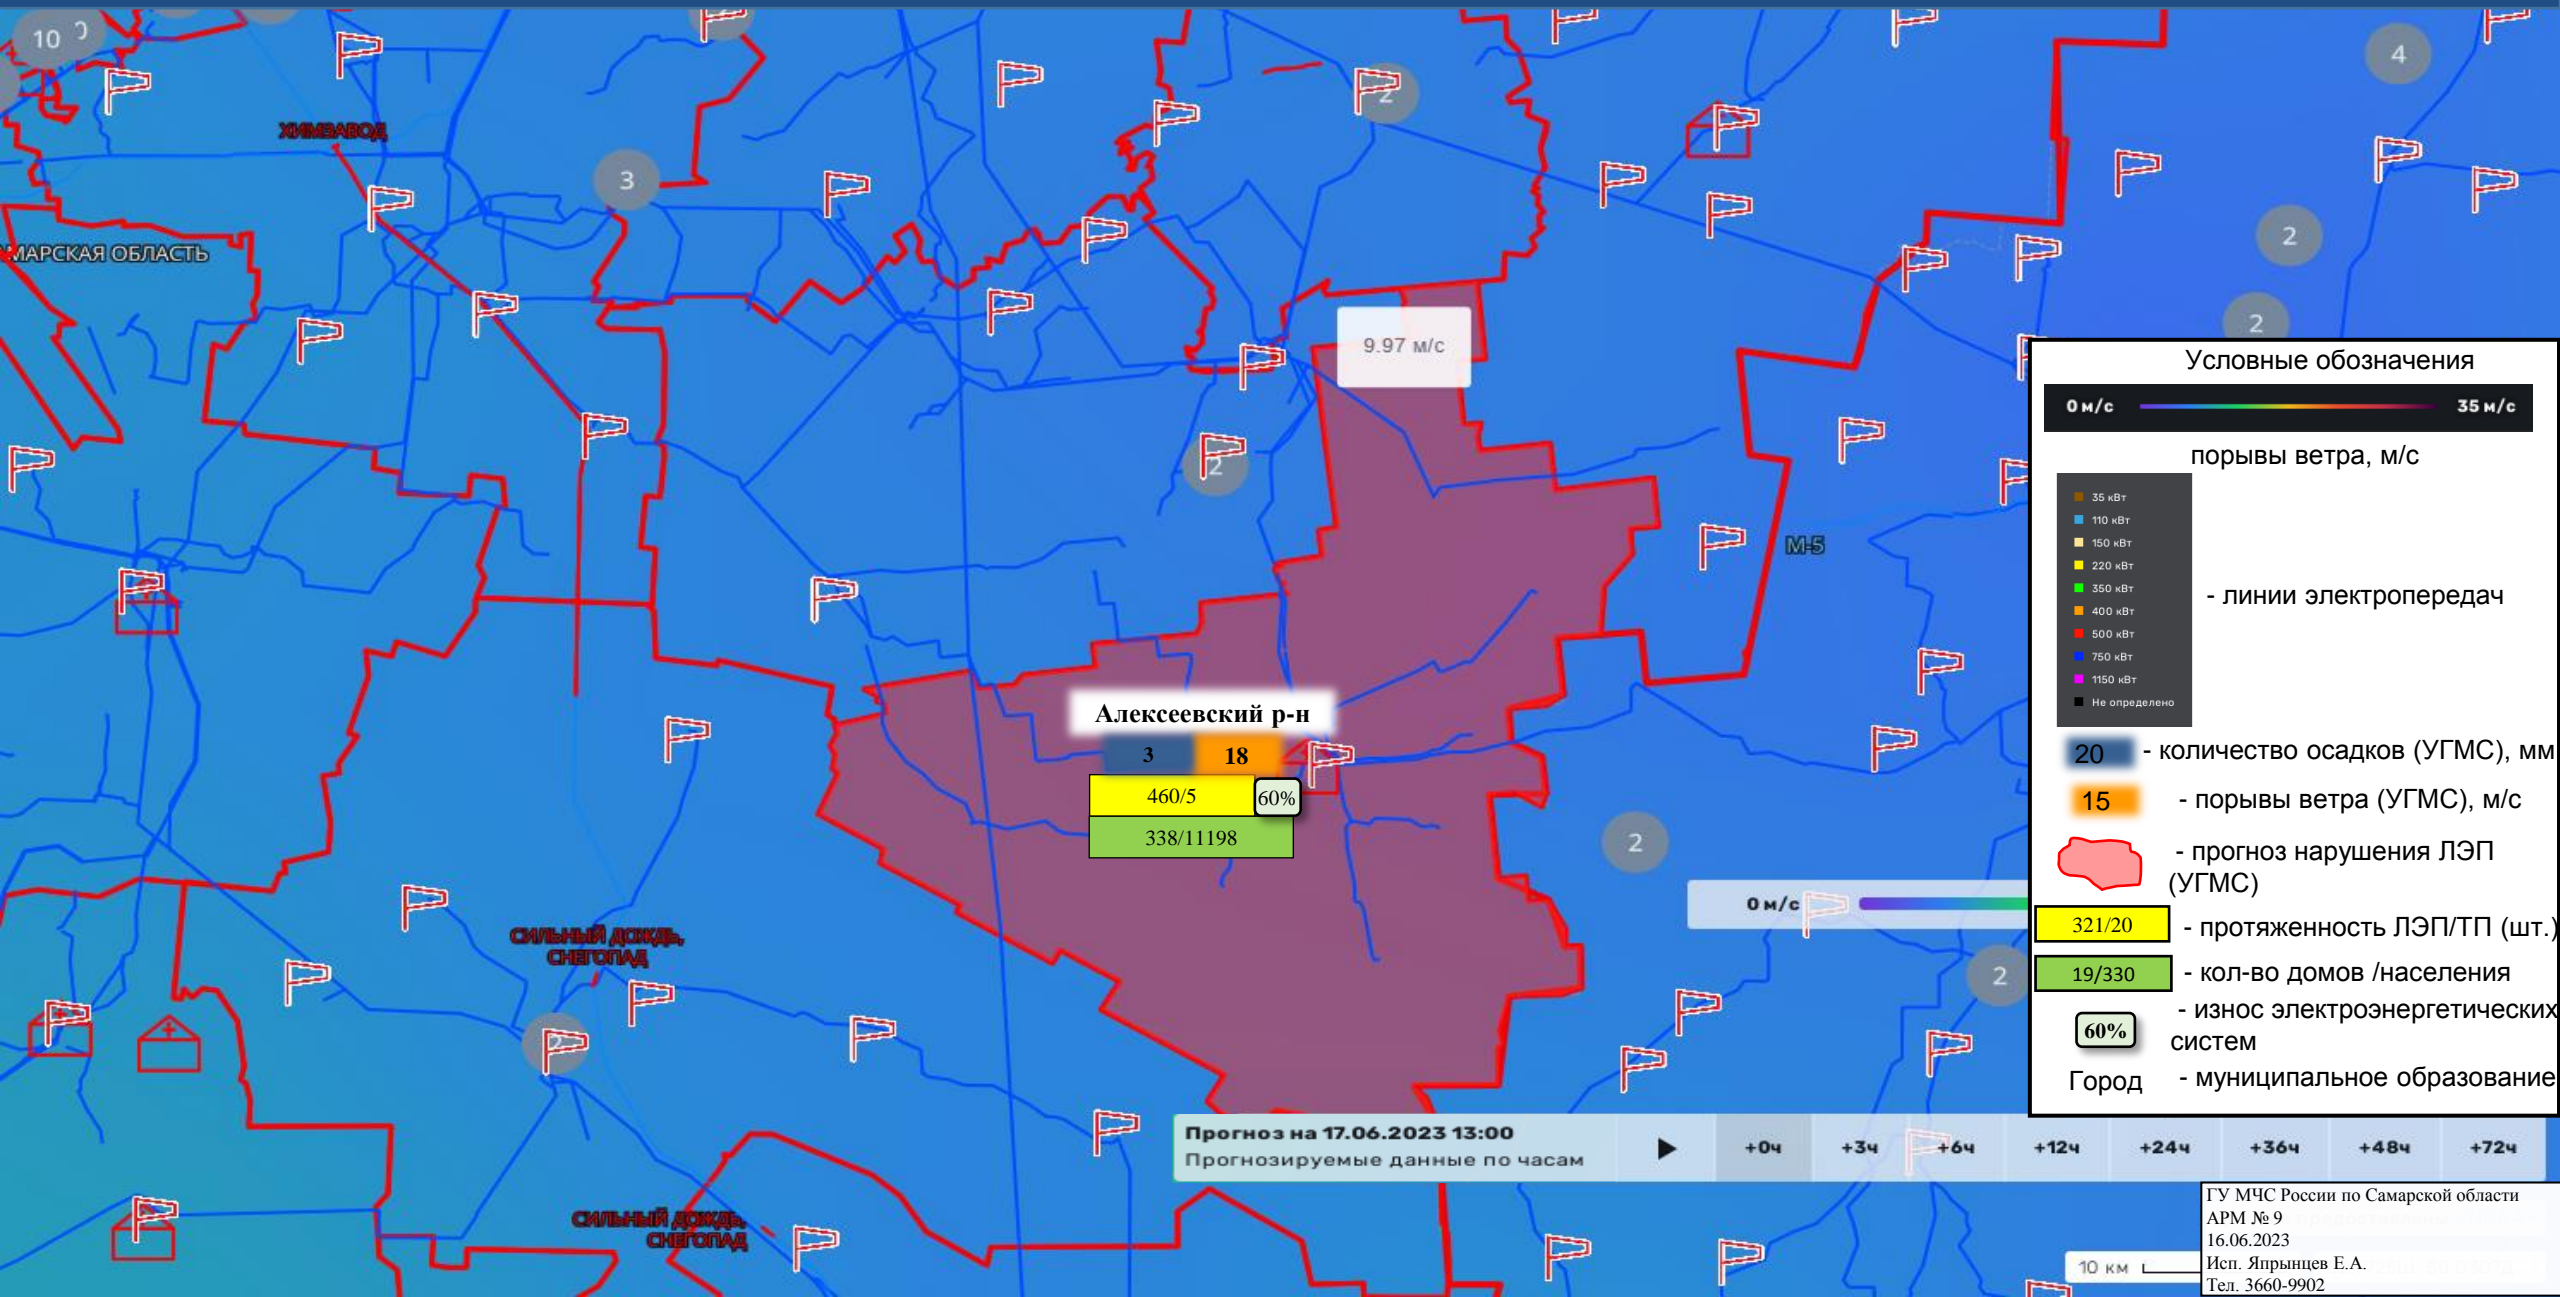 10
4
ХИМЗАВОД
2
3
МАРСКАЯ ОБЛАСТЬ
2
2
9.97 м/с
2
М-5
Алексеевский р-н
3 18
460/5 60%
338/11198
2
0 м/с
СИЛЬНЫЙ ДОЖДЬ,
СНЕГОПАД
2
2
Прогноз на 17.06.2023 13:00
Прогнозируемые данные по часам
+0ч +3ч +6ч +12ч +24ч +36ч +48ч +72ч
СИЛЬНЫЙ ДОЖДЬ,
СНЕГОПАД
10 км
Условные обозначения
0 м/с 35 м/с
порывы ветра, м/с
35 кВт
110 кВт
150 кВт
220 кВт
350 кВт
400 кВт
500 кВт
750 кВт
1150 кВт
Не определено
- линии электропередач
20 - количество осадков (УГМС), мм
15 - порывы ветра (УГМС), м/с
- прогноз нарушения ЛЭП
(УГМС)
321/20 - протяженность ЛЭП/ТП (шт.)
19/330 - кол-во домов /населения
60% - износ электроэнергетических
систем
Город - муниципальное образование
ГУ МЧС России по Самарской области
АРМ № 9
16.06.2023
Исп. Япрынцев Е.А.
Тел. 3660-9902